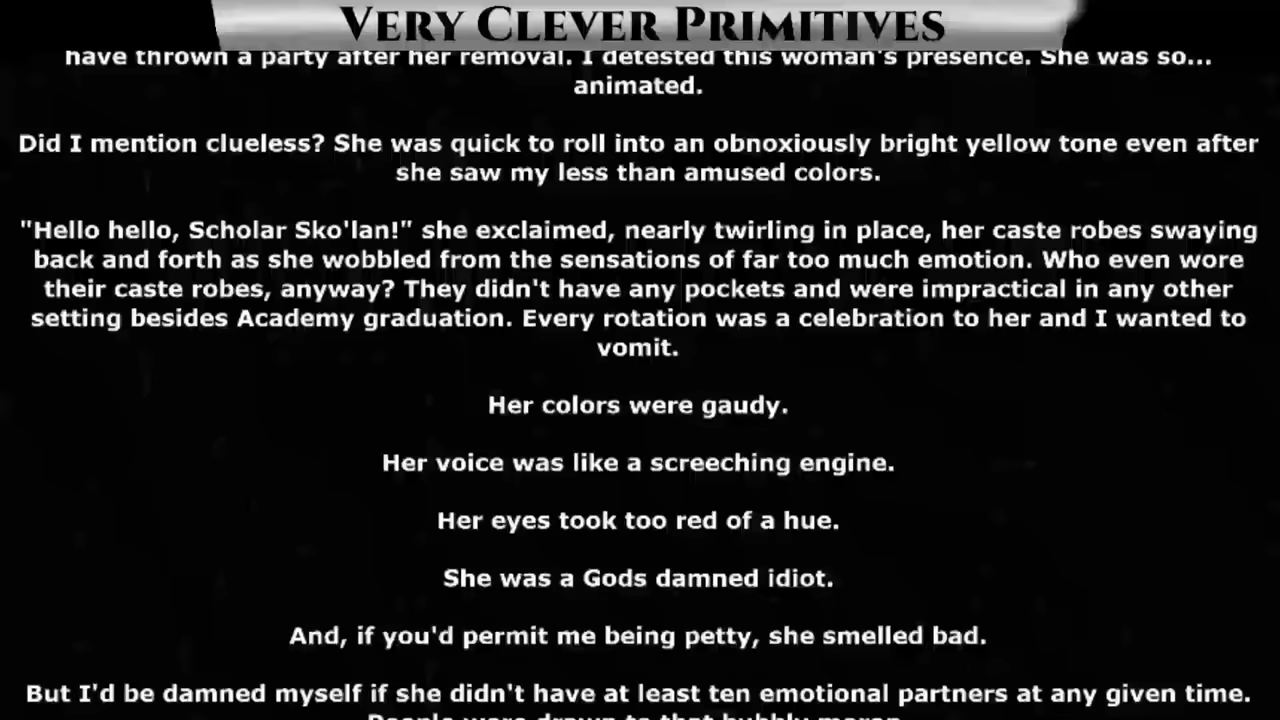 VERY CLEVER PRIMITIVES
have thrown a party after her removal. I detested this woman's presence. She was so...
animated.
Did I mention clueless? She was quick to roll into an obnoxiously bright yellow tone even after
she saw my less than amused colors.
"Hello hello, Scholar Sko'lan!" she exclaimed, nearly twirling in place, her caste robes swaying
back and forth as she wobbled from the sensations of far too much emotion. Who even wore
their caste robes, anyway? They didn't have any pockets and were impractical in any other
setting besides Academy graduation. Every rotation was a celebration to her and I wanted to
vomit.
Her colors were gaudy.
Her voice was like a screeching engine.
Her eyes took too red of a hue.
She was a Gods damned idiot.
And, if you'd permit me being petty, she smelled bad.
But I'd be damned myself if she didn't have at least ten emotional partners at any given time.
People were drawn to that bubbly moron